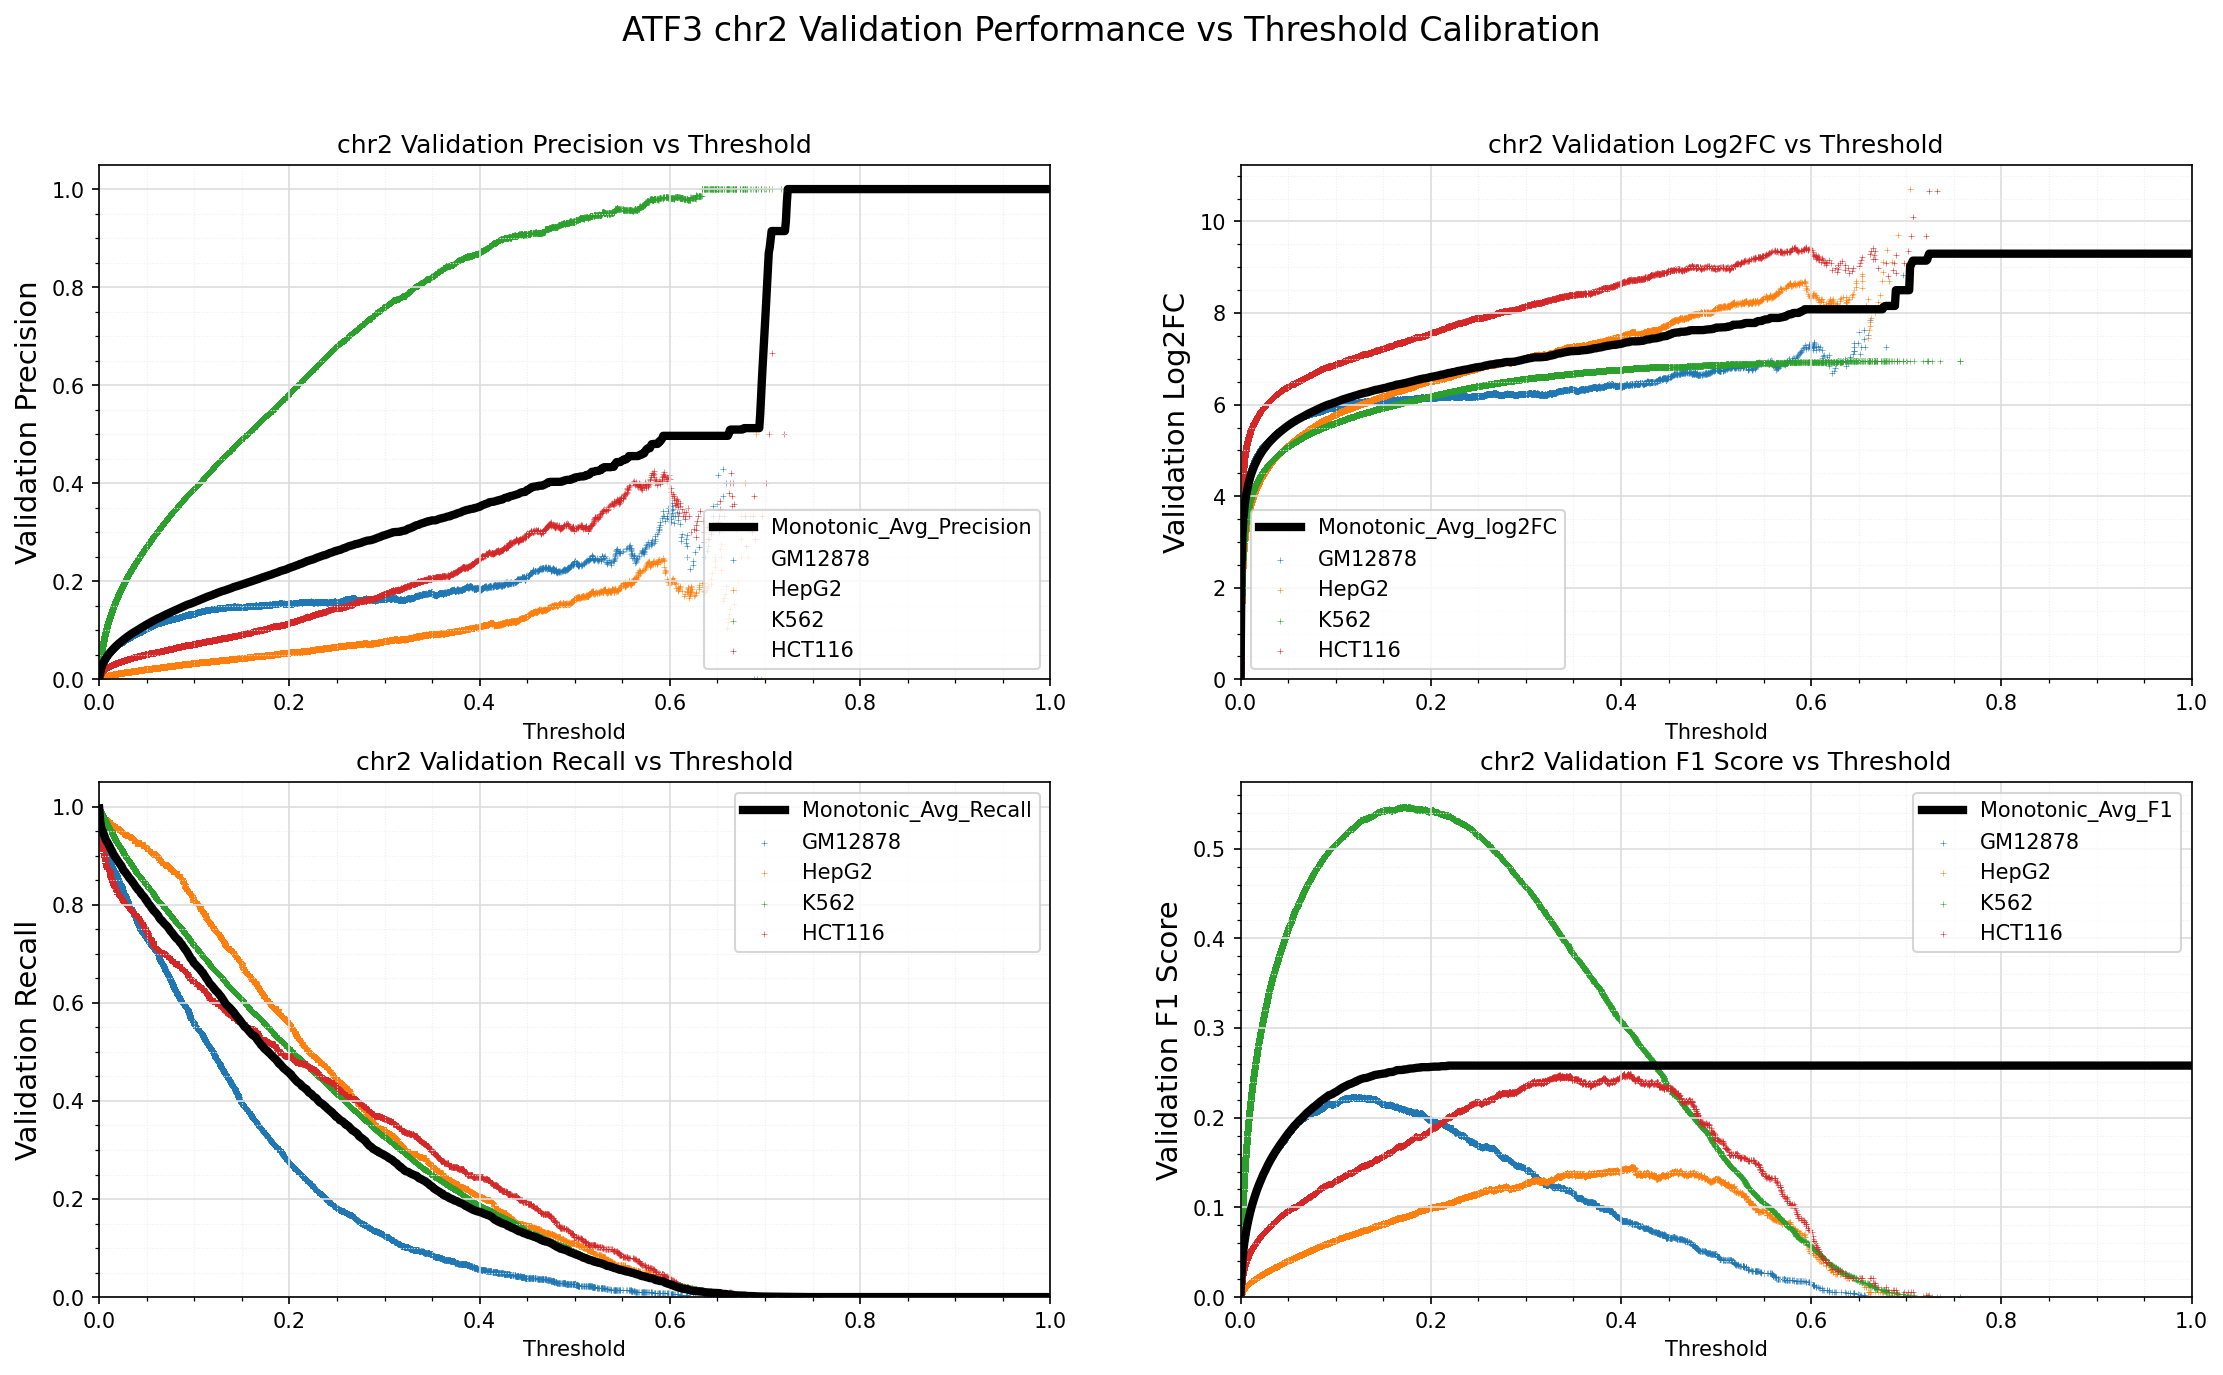 ATF3 chr2 Validation Performance vs Threshold Calibration
chr2 Validation Precision vs Threshold
Validation Precision
1.0
0.8
0.6
0.4
0.2
0.0
Monotonic_Avg_Precision
GM12878
HepG2
K562
HCT116
0.0 0.2 0.4 0.6 0.8 1.0
Threshold
chr2 Validation Log2FC vs Threshold
Validation Log2FC
10
8
6
4
2
0
Monotonic_Avg_log2FC
GM12878
HepG2
K562
HCT116
0.0 0.2 0.4 0.6 0.8 1.0
Threshold
chr2 Validation Recall vs Threshold
Validation Recall
1.0
0.8
0.6
0.4
0.2
0.0
Monotonic_Avg_Recall
GM12878
HepG2
K562
HCT116
0.0 0.2 0.4 0.6 0.8 1.0
Threshold
chr2 Validation F1 Score vs Threshold
Validation F1 Score
0.5
0.4
0.3
0.2
0.1
0.0
Monotonic_Avg_F1
GM12878
HepG2
K562
HCT116
0.0 0.2 0.4 0.6 0.8 1.0
Threshold